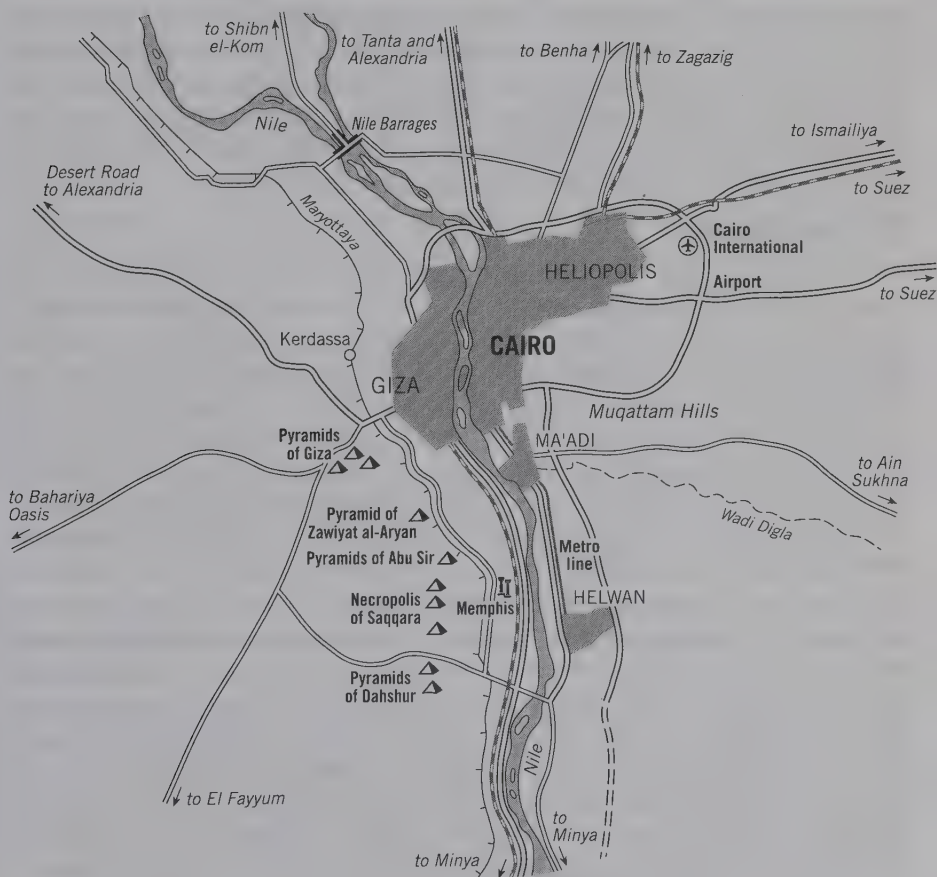 to Shibn
el-Kom
to Tanta and
Alexandria
to Benha
to Zagazig
Nile
Nile Barrages
to Ismailiya
to Suez
Desert Road
to Alexandria
Maryottaya
Cairo
International
Airport
HELIOPOLIS
to Suez
Kerdassa
CAIRO
GIZA
Muqattam Hills
Pyramids
of Giza
MA'ADI
to Ain
Sukhna
to Bahariya
Oasis
Wadi Digla
Pyramid of
Zawiyat al-Aryan
Pyramids of Abu Sir
Metro
line
HELWAN
Necropolis
of Saqqara
Memphis
Pyramids
of Dahshur
Nile
to El Fayyum
to
Minya
to Minya